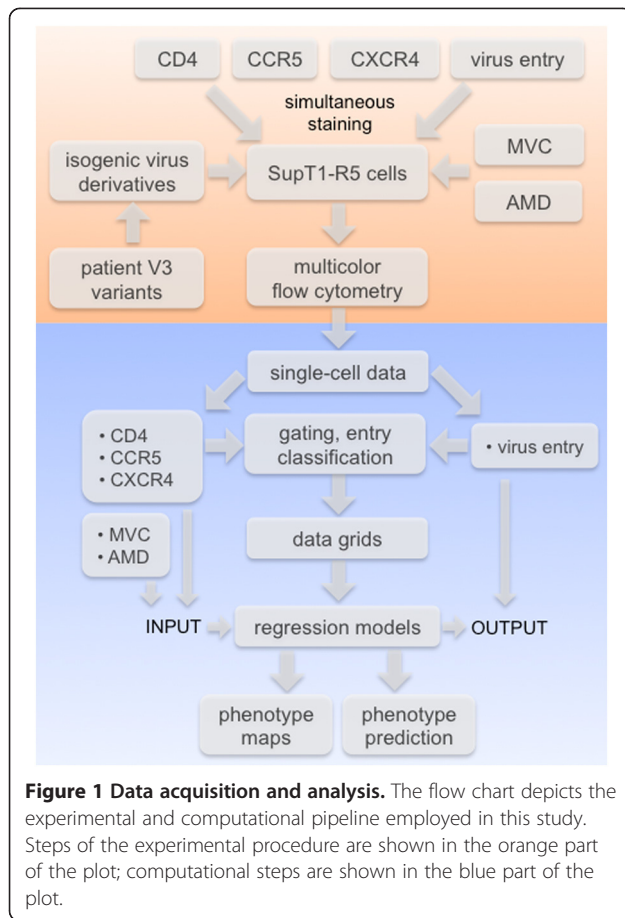 CD4 CCR5 CXCR4 virus entry
simultaneous
staining
MVC
isogenic virus
derivatives
SupT1-R5 cells
AMD
patient V3
variants
multicolor
flow cytometry
single-cell data
• CD4
• CCR5
• CXCR4
gating, entry
classification
• virus entry
• MVC
• AMD
data grids
INPUT
regression models
OUTPUT
phenotype
maps
phenotype
prediction
Figure 1 Data acquisition and analysis. The flow chart depicts the
experimental and computational pipeline employed in this study.
Steps of the experimental procedure are shown in the orange part
of the plot; computational steps are shown in the blue part of the
plot.